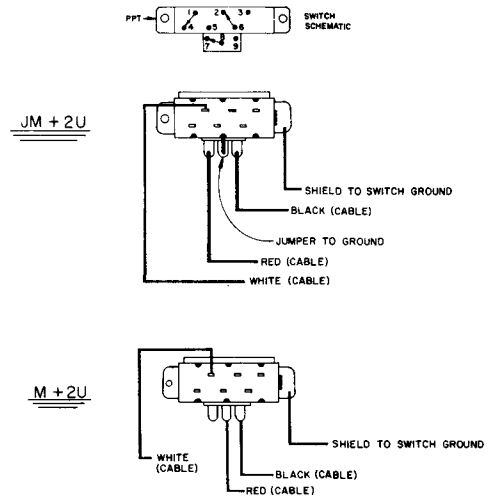 PPT
1 2 3
SWITCH
SCHEMATIC
4 5 6
7 8 9
JM + 2U
SHIELD TO SWITCH GROUND
BLACK (CABLE)
JUMPER TO GROUND
RED (CABLE)
WHITE (CABLE)
M + 2U
SHIELD TO SWITCH GROUND
WHITE
(CABLE)
BLACK (CABLE)
RED (CABLE)